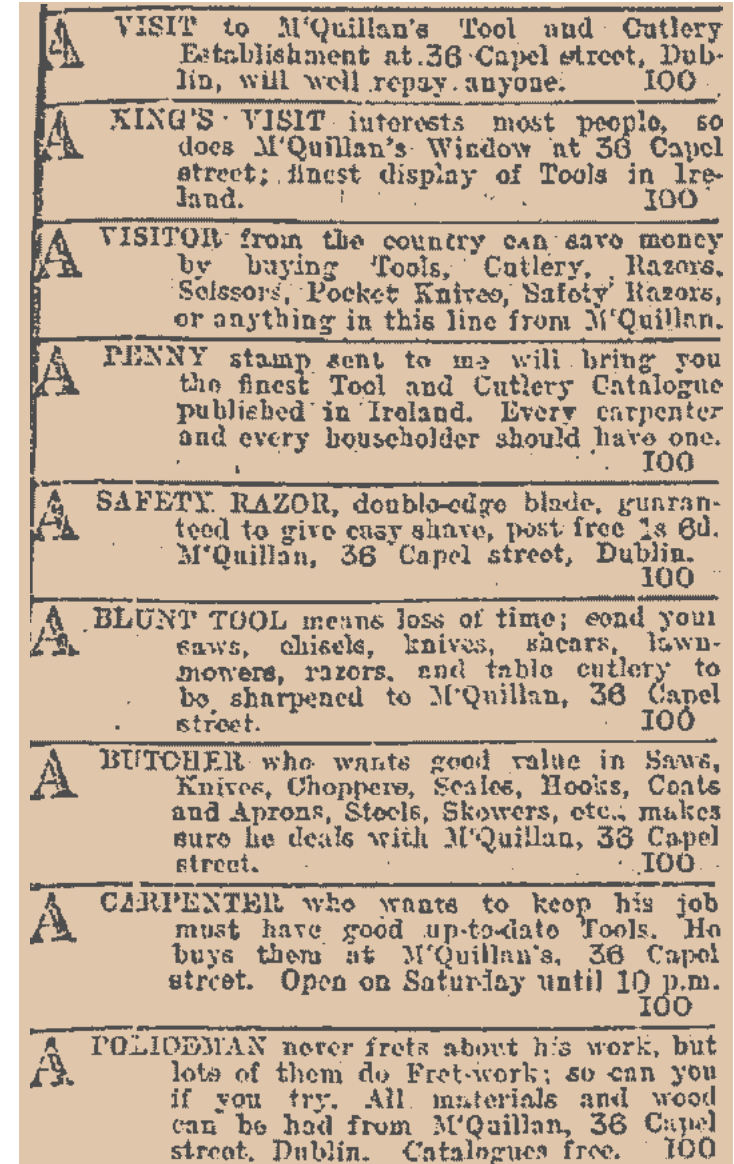 A VISIT to M'Quillan's Tool and Cutlery
Establishment at 36 Capel street, Dub-
lin, will well repay anyone. 100
A KING'S VISIT interests most people, so
does M'Quillan's Window at 36 Capel
street; finest display of Tools in Ire-
land. 100
A VISITOR from the country can save money
by buying Tools, Cutlery, Razors,
Scissors, Pocket Knives, Safety Razors,
or anything in this line from M'Quillan.
A PENNY stamp sent to me will bring you
the finest Tool and Cutlery Catalogue
published in Ireland. Every carpenter
and every householder should have one.
100
A SAFETY RAZOR, double-edge blade, guaran-
teed to give easy shave, post free 1s 6d.
M'Quillan, 36 Capel street, Dublin.
100
A BLUNT TOOL means loss of time; send your
saws, chisels, knives, shears, lawn-
mowers, razors, and table cutlery to
be sharpened to M'Quillan, 36 Capel
street. 100
A BUTCHER who wants good value in Saws,
Knives, Choppers, Scales, Hooks, Coats
and Aprons, Steels, Skewers, etc., makes
sure he deals with M'Quillan, 36 Capel
street. 100
A CARPENTER who wants to keep his job
must have good up-to-date Tools. He
buys them at M'Quillan's, 36 Capel
street. Open on Saturday until 10 p.m.
100
A POLICEMAN never frets about his work, but
lots of them do Fret-work; so can you
if you try. All materials and wood
can be had from M'Quillan, 36 Capel
street, Dublin. Catalogues free. 100